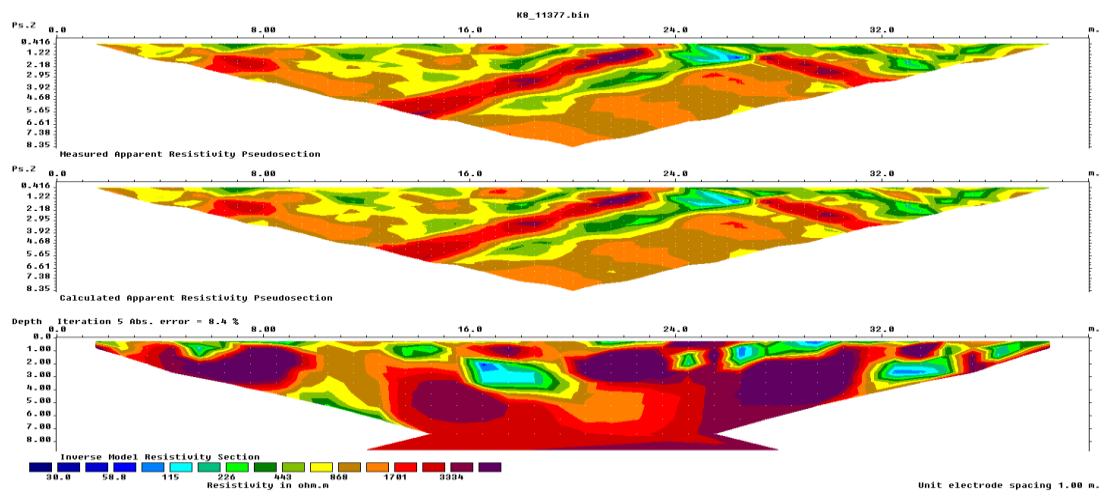 K8_11377.bin
Ps.Z 0.0 8.00 16.0 24.0 32.0 m.
0.416
1.22
2.18
2.95
3.92
4.68
5.65
6.61
7.38
8.35
Measured Apparent Resistivity Pseudosection
Ps.Z 0.0 8.00 16.0 24.0 32.0 m.
0.416
1.22
2.18
2.95
3.92
4.68
5.65
6.61
7.38
8.35
Calculated Apparent Resistivity Pseudosection
Depth Iteration 5 Abs. error = 8.4 %
0.0 8.00 16.0 24.0 32.0 m.
0.0
1.00
2.00
3.00
4.00
5.00
6.00
7.00
8.00
Inverse Model Resistivity Section
30.0 58.8 115 226 443 868 1701 3334
Resistivity in ohm.m Unit electrode spacing 1.00 m.